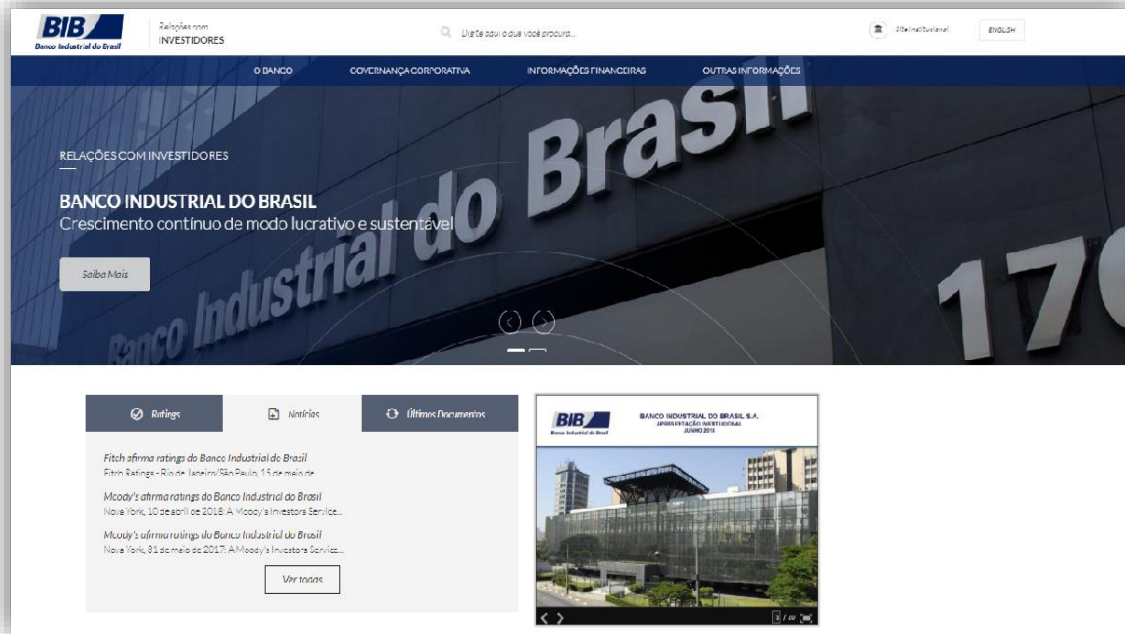 BIB
Banco Industrial do Brasil
Relações com
INVESTIDORES
Digite aqui o que você procura...
Site Institucional
ENGLISH
O BANCO
GOVERNANÇA CORPORATIVA
INFORMAÇÕES FINANCEIRAS
OUTRAS INFORMAÇÕES
RELAÇÕES COM INVESTIDORES
BANCO INDUSTRIAL DO BRASIL
Crescimento contínuo de modo lucrativo e sustentável
Saiba Mais
Banco Industrial do Brasil
170
Ratings
Notícias
Últimos Documentos
Fitch afirma ratings do Banco Industrial do Brasil
Fitch Ratings - Rio de Janeiro/São Paulo, 15 de maio de
Moody's afirma ratings do Banco Industrial do Brasil
Nova York, 10 de abril de 2018: A Moody's Investors Service...
Moody's afirma ratings do Banco Industrial do Brasil
Nova York, 31 de maio de 2017: A Moody's Investors Service...
Ver todas
BIB
Banco Industrial do Brasil
BANCO INDUSTRIAL DO BRASIL S.A.
APRESENTAÇÃO INSTITUCIONAL
JUNHO 2018